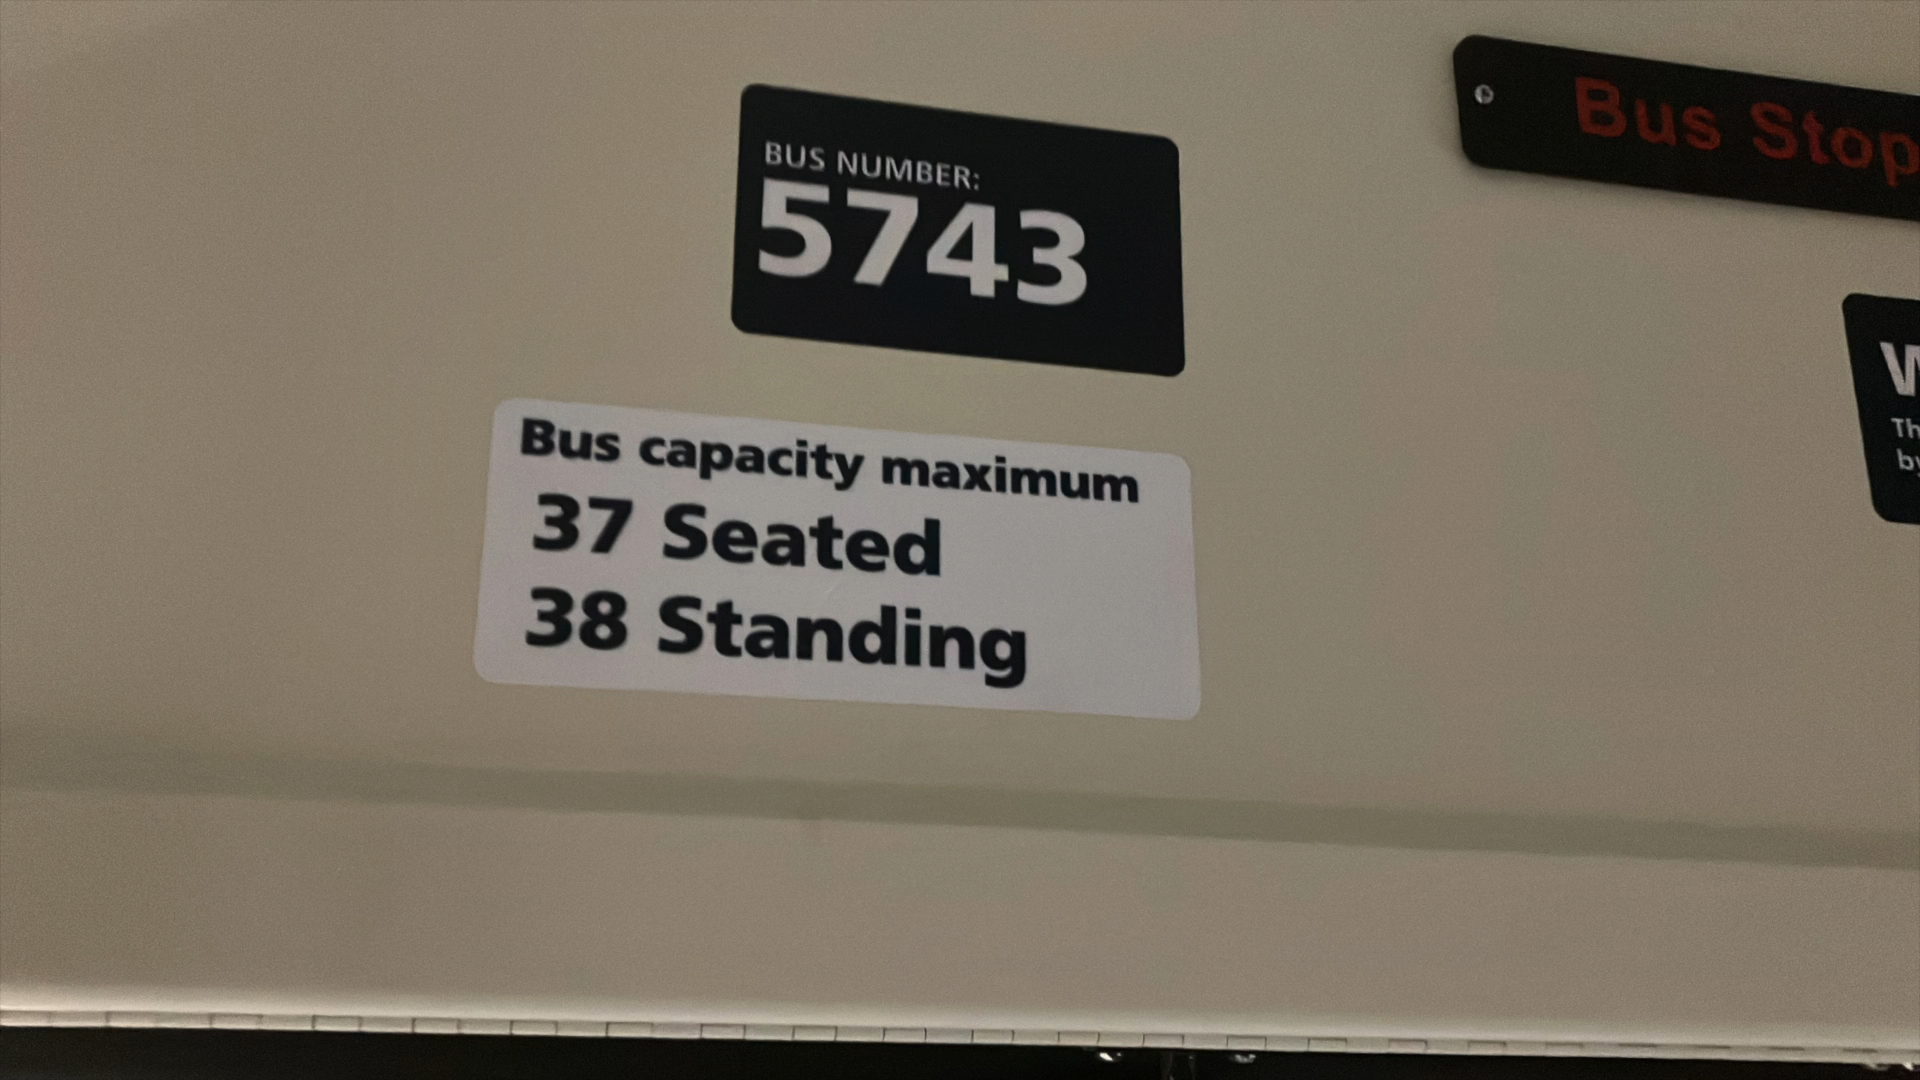 BUS NUMBER:
5743
Bus capacity maximum
37 Seated
38 Standing
Bus Stop